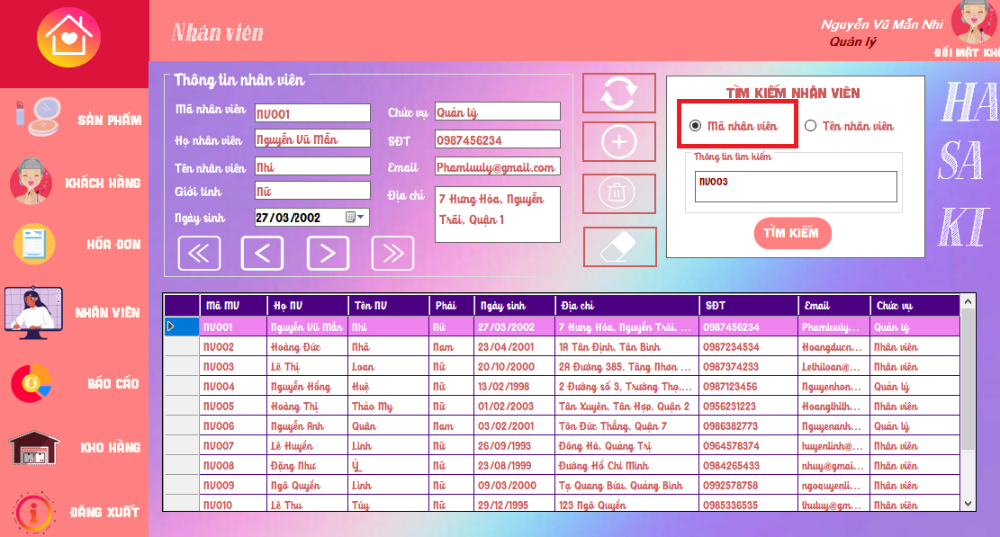 Nhân viên
Nguyễn Vũ Mẫn Nhi
Quản lý
ĐỔI MẬT KH
SẢN PHẨM
KHÁCH HÀNG
HÓA ĐƠN
NHÂN VIÊN
BÁO CÁO
KHO HÀNG
ĐĂNG XUẤT
Thông tin nhân viên
Mã nhân viên NV001
Họ nhân viên Nguyễn Vũ Mẫn
Tên nhân viên Nhi
Giới tính Nữ
Ngày sinh 27/03/2002
Chức vụ Quản lý
SĐT 0987456234
Email Phamluuly@gmail.com
Địa chỉ 7 Hưng Hòa, Nguyễn
Trãi, Quận 1
TÌM KIẾM NHÂN VIÊN
Mã nhân viên Tên nhân viên
Thông tin tìm kiếm
NV003
TÌM KIẾM
HA
SA
KI
Mã MV Họ NV Tên NV Phái Ngày sinh Địa chỉ SĐT Email Chức vụ
NV001 Nguyễn Vũ Mẫn Nhi Nữ 27/03/2002 7 Hưng Hòa, Nguyễn Trãi, ... 0987456234 Phamluuly... Quản lý
NV002 Hoàng Đức Nhã Nam 23/04/2001 1A Tân Định, Tân Bình 0987234534 Hoangducn... Nhân viên
NV003 Lê Thị Loan Nữ 20/10/2000 2A Đường 385, Tăng Nhơn ... 0987374233 Lethiloan@... Nhân viên
NV004 Nguyễn Hồng Huệ Nữ 13/02/1998 2 Đường số 3, Trường Thọ,... 0987123456 Nguyenhon... Quản lý
NV005 Hoàng Thị Thảo My Nữ 01/02/2003 Tân Xuyên, Tân Hợp, Quận 2 0956231223 Hoangthith... Nhân viên
NV006 Nguyễn Anh Quân Nam 03/02/2001 Tôn Đức Thắng, Quận 7 0986382773 Nguyenanh... Quản lý
NV007 Lê Huyền Linh Nữ 26/09/1993 Đông Hà, Quảng Trị 0964578374 huyenlinh@... Nhân viên
NV008 Đặng Như Ý Nữ 23/08/1999 Đường Hồ Chí Minh 0984265433 nhuy@gmai... Nhân viên
NV009 Ngô Quyền Linh Nữ 09/03/2000 Tạ Quang Bửu, Quảng Bình 0992578758 ngoquyenli... Nhân viên
NV010 Lê Thu Túy Nữ 29/12/1995 123 Ngô Quyền 0985336535 thutuy@gm... Nhân viên